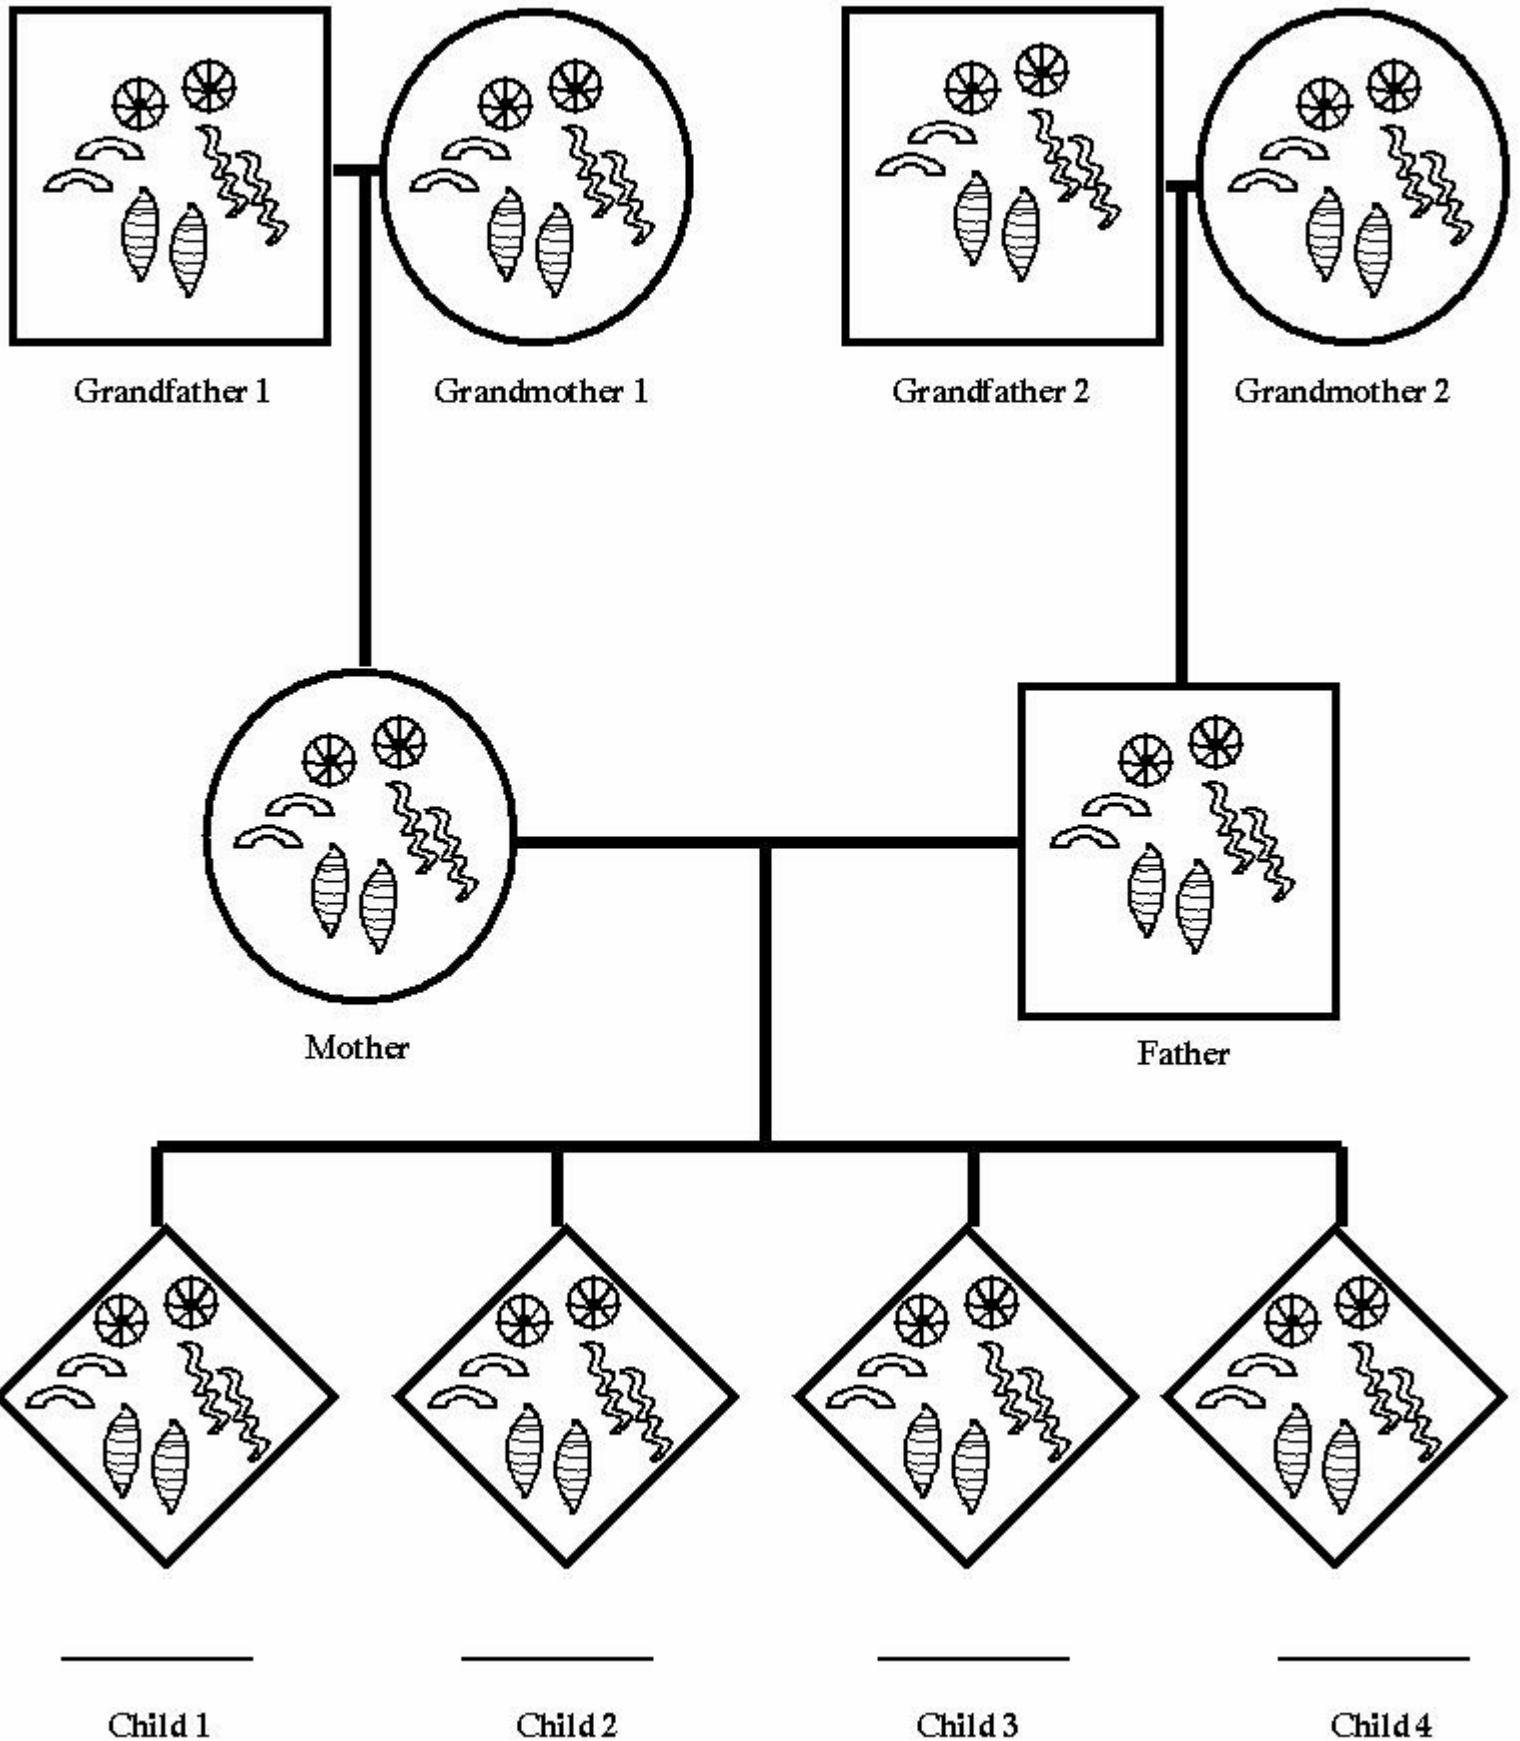 Grandfather 1
Grandmother 1
Grandfather 2
Grandmother 2
Mother
Father
Child 1
Child 2
Child 3
Child 4